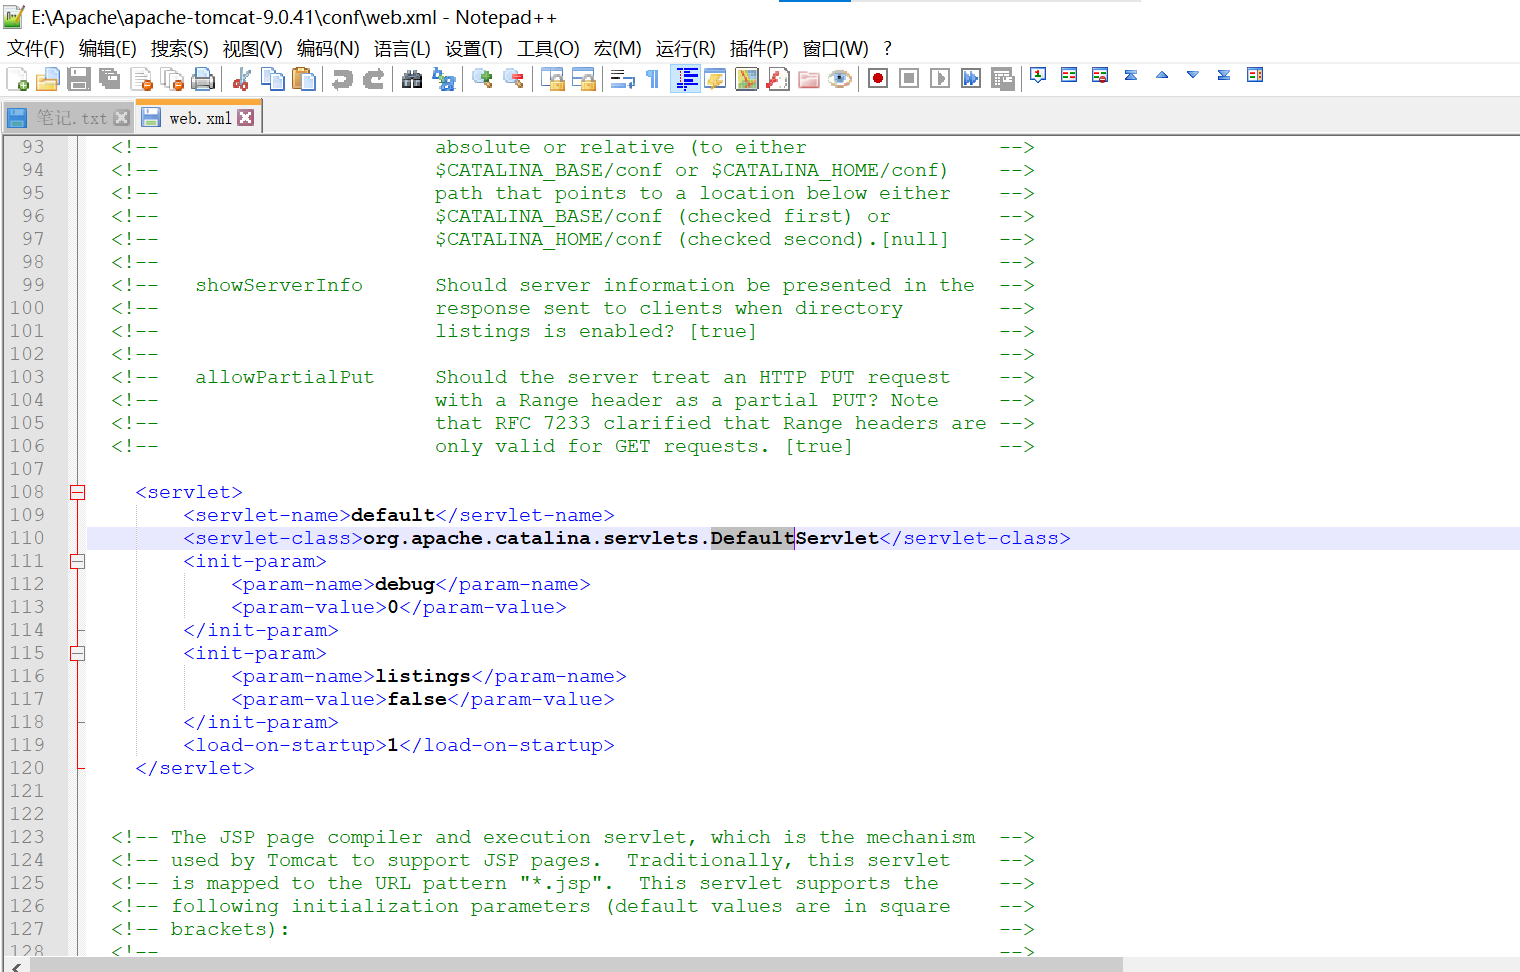 E:\Apache\apache-tomcat-9.0.41\conf\web.xml - Notepad++
文件(F) 编辑(E) 搜索(S) 视图(V) 编码(N) 语言(L) 设置(T) 工具(O) 宏(M) 运行(R) 插件(P) 窗口(W) ?
笔记.txt web.xml
93 <!-- absolute or relative (to either -->
94 <!-- $CATALINA_BASE/conf or $CATALINA_HOME/conf) -->
95 <!-- path that points to a location below either -->
96 <!-- $CATALINA_BASE/conf (checked first) or -->
97 <!-- $CATALINA_HOME/conf (checked second).[null] -->
98 <!-- -->
99 <!-- showServerInfo Should server information be presented in the -->
100 <!-- response sent to clients when directory -->
101 <!-- listings is enabled? [true] -->
102 <!-- -->
103 <!-- allowPartialPut Should the server treat an HTTP PUT request -->
104 <!-- with a Range header as a partial PUT? Note -->
105 <!-- that RFC 7233 clarified that Range headers are -->
106 <!-- only valid for GET requests. [true] -->
107
108 <servlet>
109 <servlet-name>default</servlet-name>
110 <servlet-class>org.apache.catalina.servlets.DefaultServlet</servlet-class>
111 <init-param>
112 <param-name>debug</param-name>
113 <param-value>0</param-value>
114 </init-param>
115 <init-param>
116 <param-name>listings</param-name>
117 <param-value>false</param-value>
118 </init-param>
119 <load-on-startup>1</load-on-startup>
120 </servlet>
121
122
123 <!-- The JSP page compiler and execution servlet, which is the mechanism -->
124 <!-- used by Tomcat to support JSP pages. Traditionally, this servlet -->
125 <!-- is mapped to the URL pattern "*.jsp". This servlet supports the -->
126 <!-- following initialization parameters (default values are in square -->
127 <!-- brackets): -->
128 <!-- -->